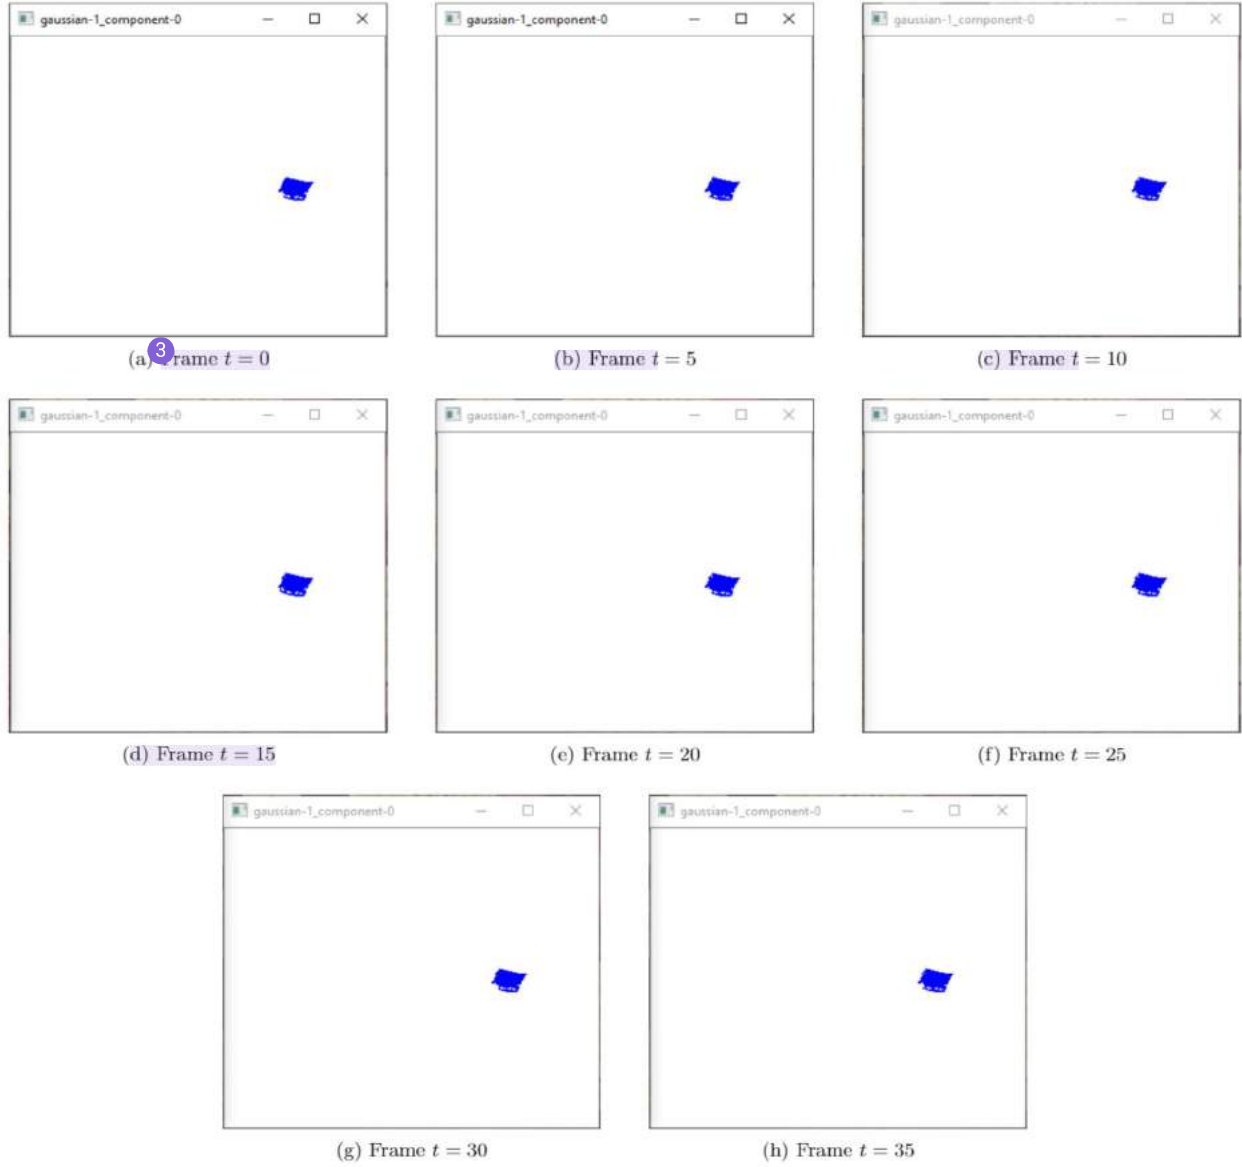 gaussian-1_component-0
gaussian-1_component-0
gaussian-1_component-0
(a) Frame t = 0
3
(b) Frame t = 5
(c) Frame t = 10
gaussian-1_component-0
gaussian-1_component-0
gaussian-1_component-0
(d) Frame t = 15
(e) Frame t = 20
(f) Frame t = 25
gaussian-1_component-0
gaussian-1_component-0
(g) Frame t = 30
(h) Frame t = 35